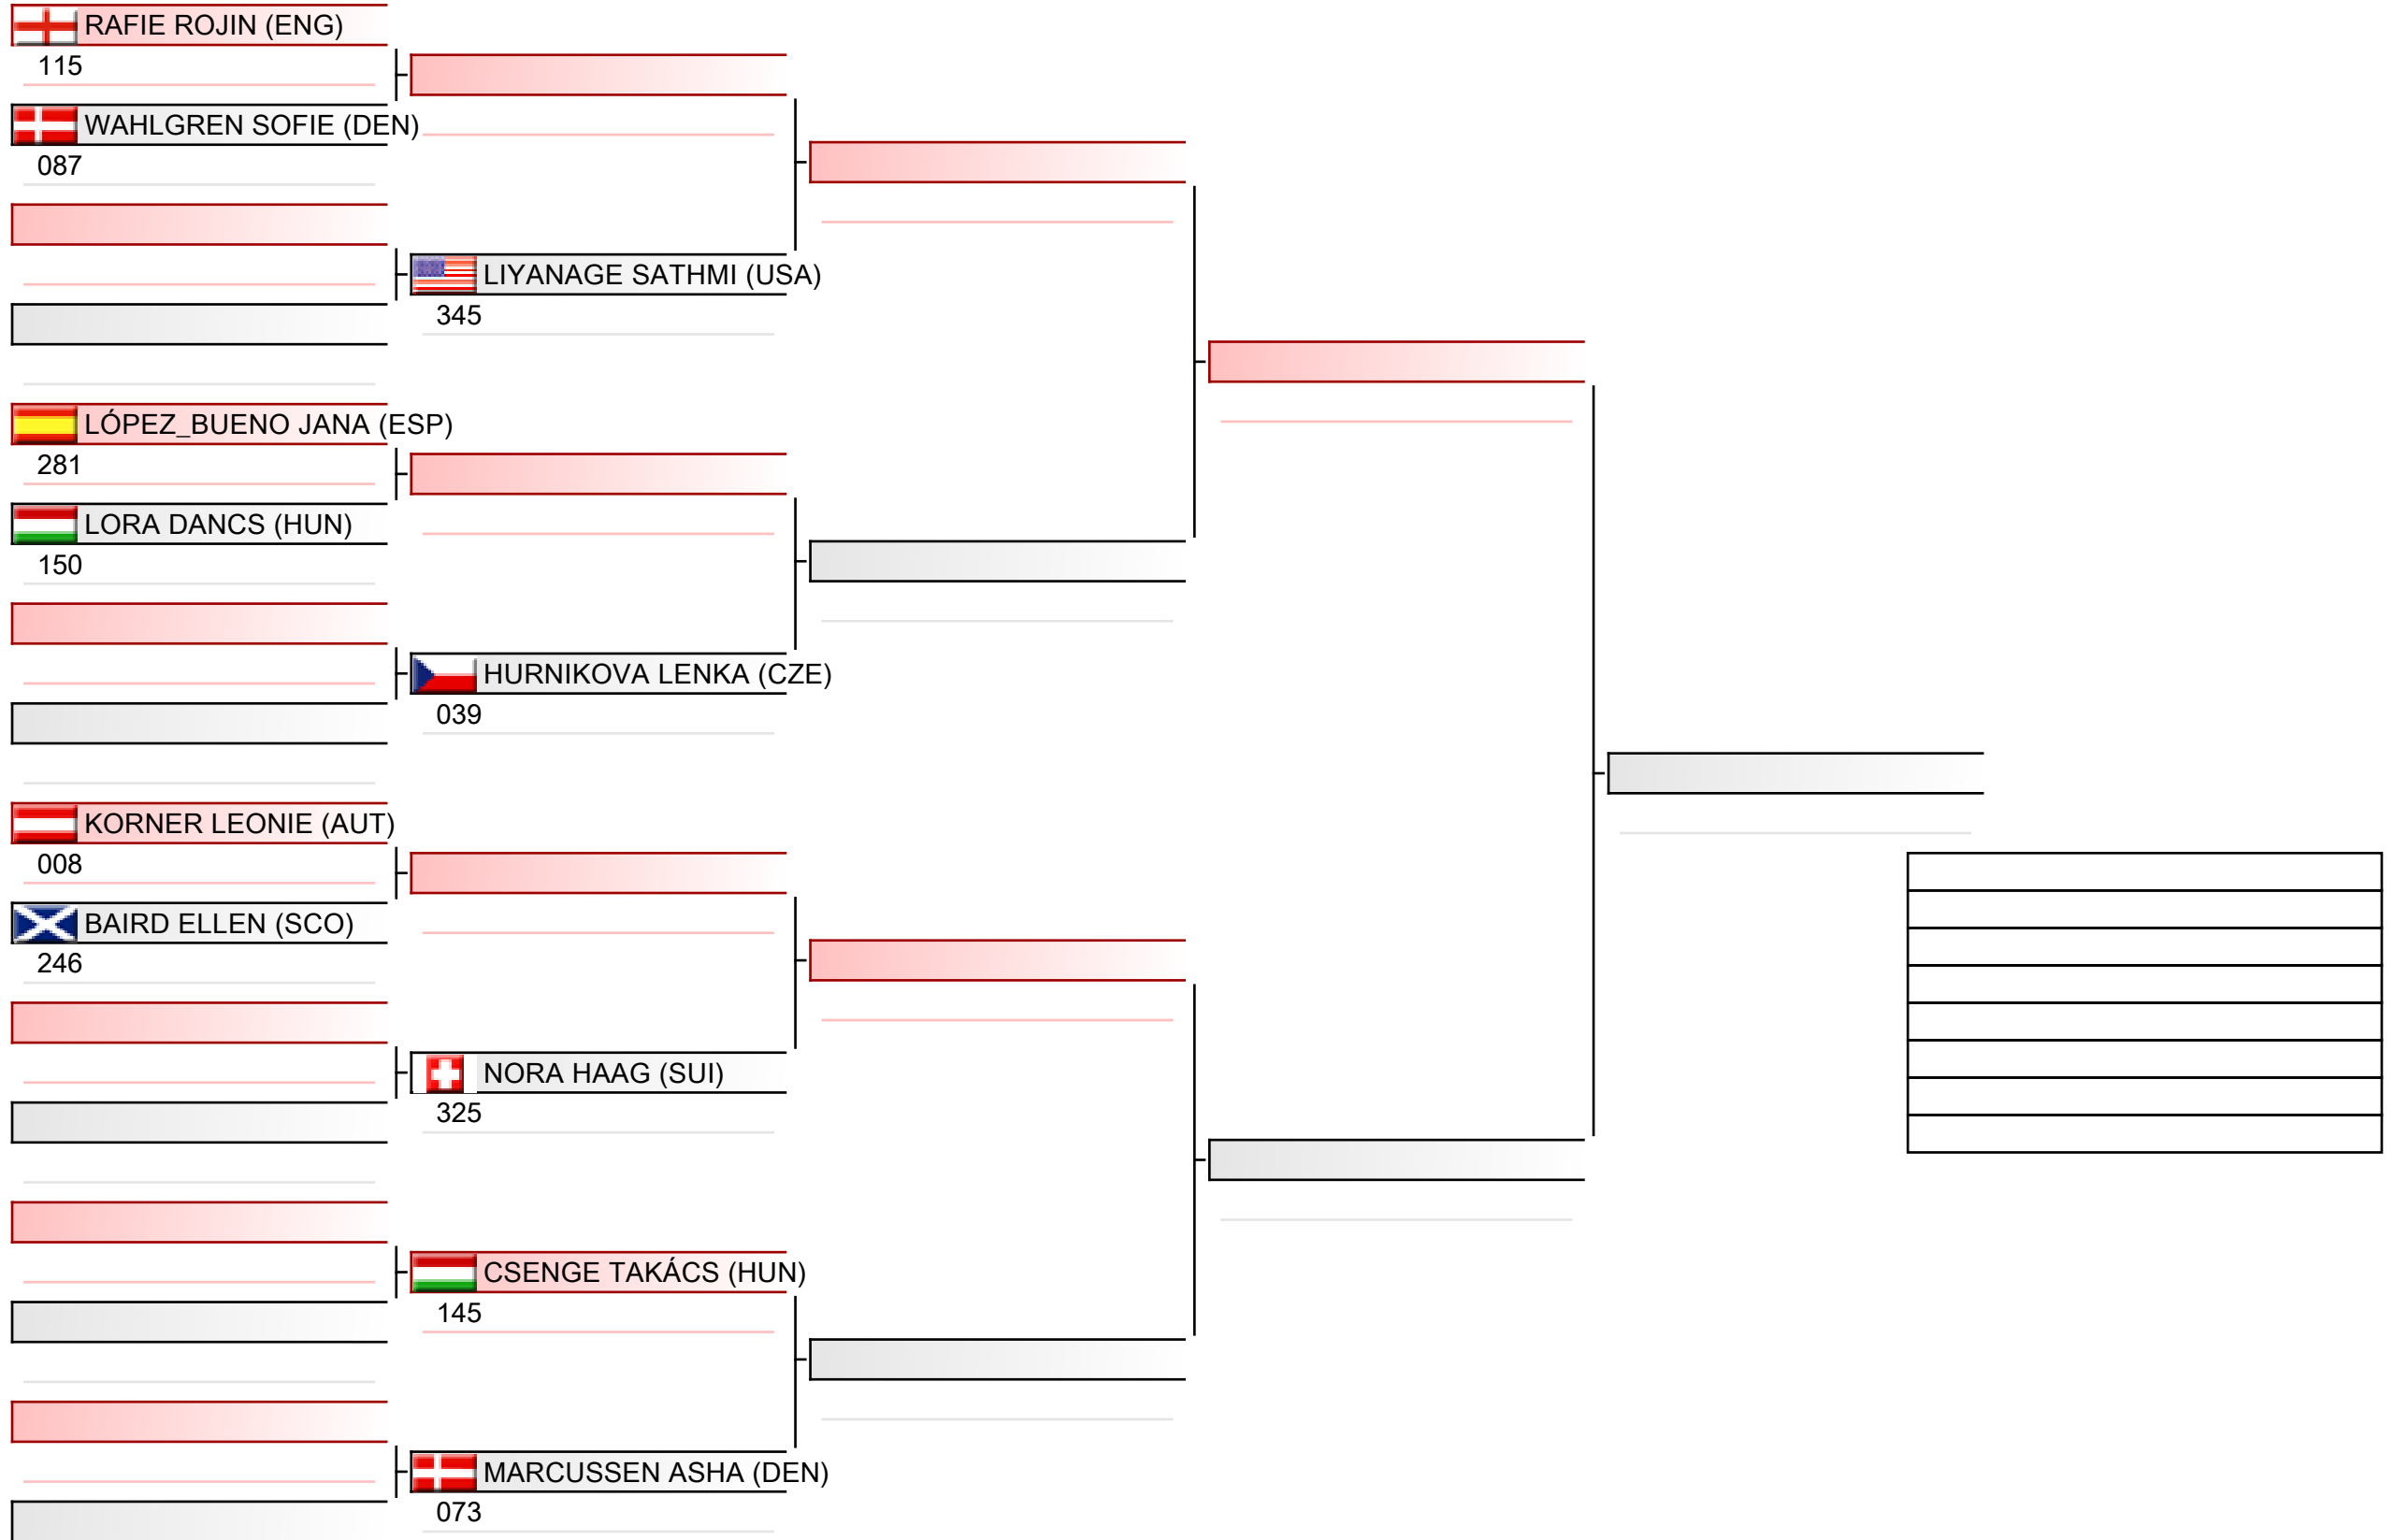 RAFIE ROJIN (ENG)
115
WAHLGREN SOFIE (DEN)
087
LIYANAGE SATHMI (USA)
345
LÓPEZ_BUENO JANA (ESP)
281
LORA DANCS (HUN)
150
HURNIKOVA LENKA (CZE)
039
KORNER LEONIE (AUT)
008
BAIRD ELLEN (SCO)
246
NORA HAAG (SUI)
325
CSENGE TAKÁCS (HUN)
145
MARCUSSEN ASHA (DEN)
073